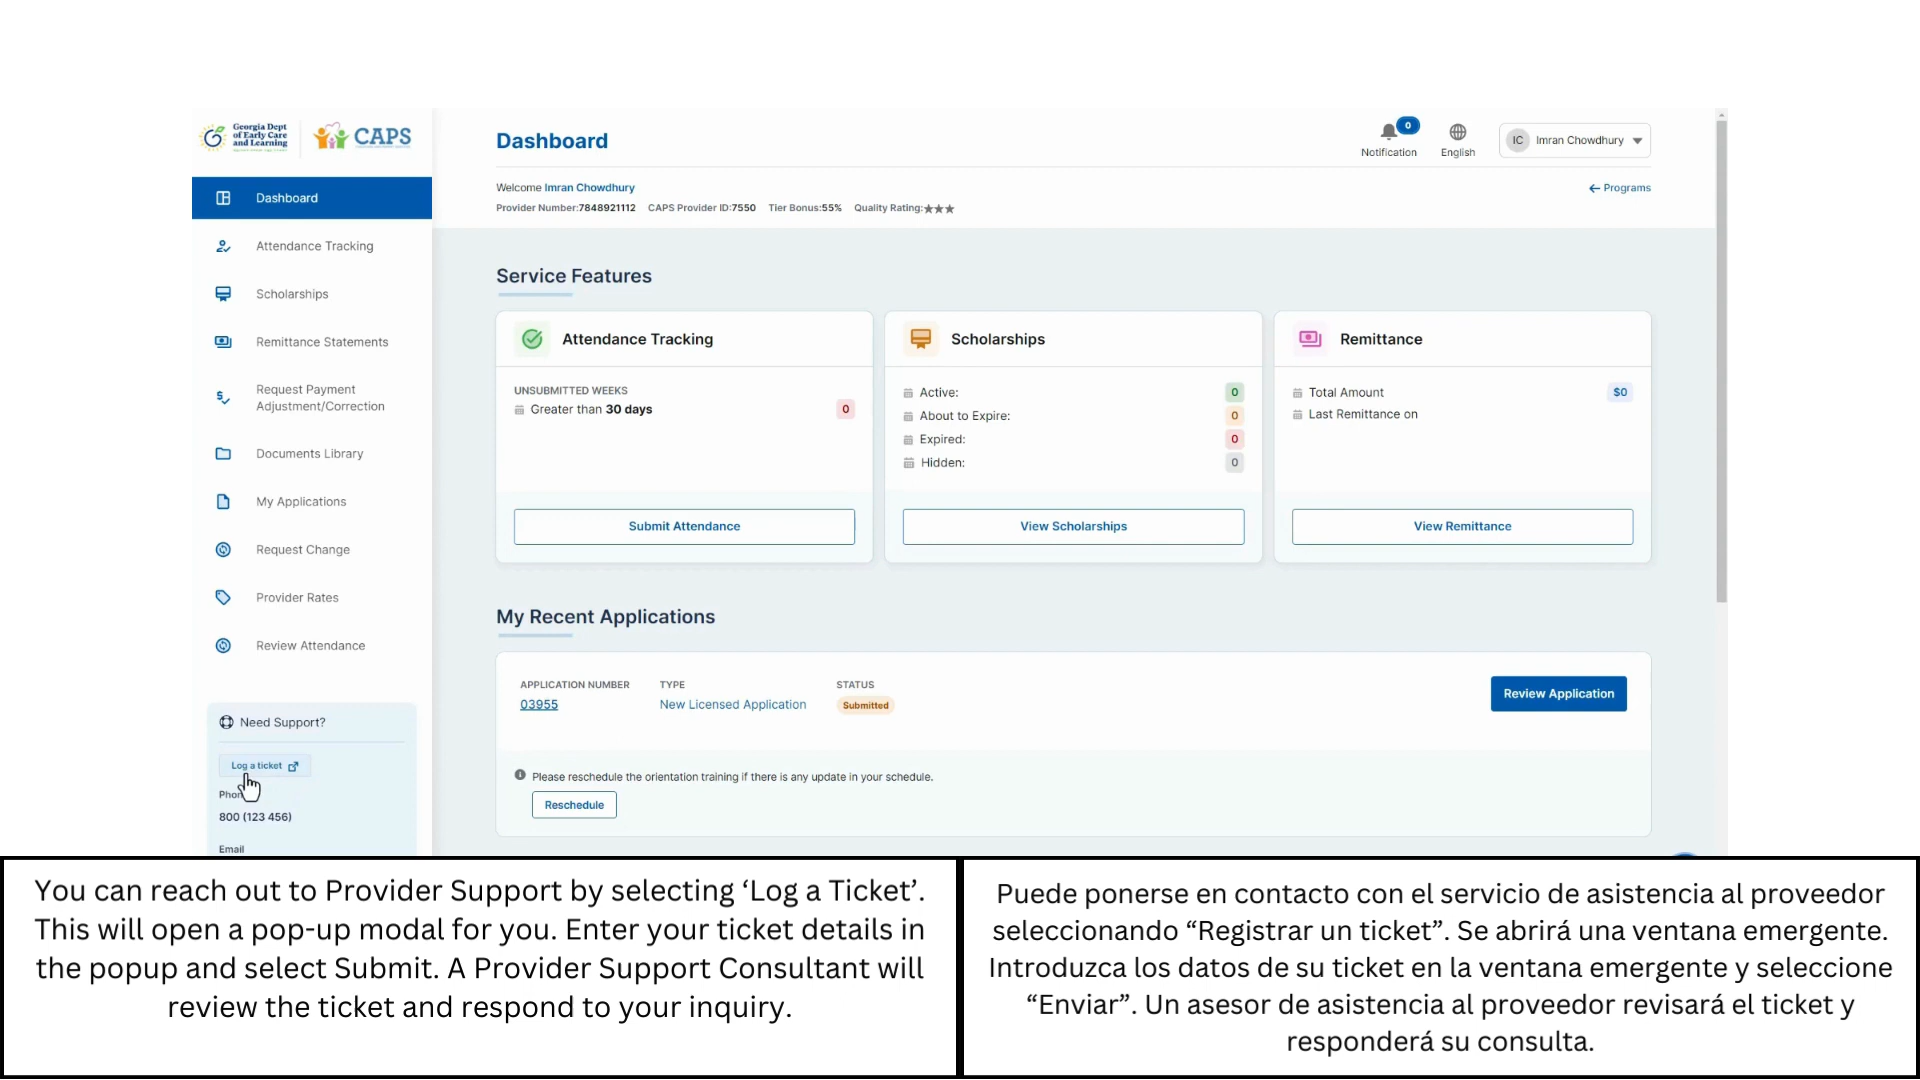 Georgia Dept
of Early Care
and Learning
CAPS
Dashboard
0
Notification
English
IC Imran Chowdhury
Dashboard
Attendance Tracking
Scholarships
Remittance Statements
Request Payment
Adjustment/Correction
Documents Library
My Applications
Request Change
Provider Rates
Review Attendance
Need Support?
Log a ticket
Phon
800 (123 456)
Email
Welcome Imran Chowdhury
Programs
Provider Number:7848921112 CAPS Provider ID:7550 Tier Bonus:55% Quality Rating:★★★
Service Features
Attendance Tracking
UNSUBMITTED WEEKS
Greater than 30 days 0
Submit Attendance
Scholarships
Active: 0
About to Expire: 0
Expired: 0
Hidden: 0
View Scholarships
Remittance
Total Amount $0
Last Remittance on
View Remittance
My Recent Applications
APPLICATION NUMBER TYPE STATUS
03955 New Licensed Application Submitted
Review Application
Please reschedule the orientation training if there is any update in your schedule.
Reschedule
You can reach out to Provider Support by selecting ‘Log a Ticket’.
This will open a pop-up modal for you. Enter your ticket details in
the popup and select Submit. A Provider Support Consultant will
review the ticket and respond to your inquiry.
Puede ponerse en contacto con el servicio de asistencia al proveedor
seleccionando “Registrar un ticket”. Se abrirá una ventana emergente.
Introduzca los datos de su ticket en la ventana emergente y seleccione
“Enviar”. Un asesor de asistencia al proveedor revisará el ticket y
responderá su consulta.